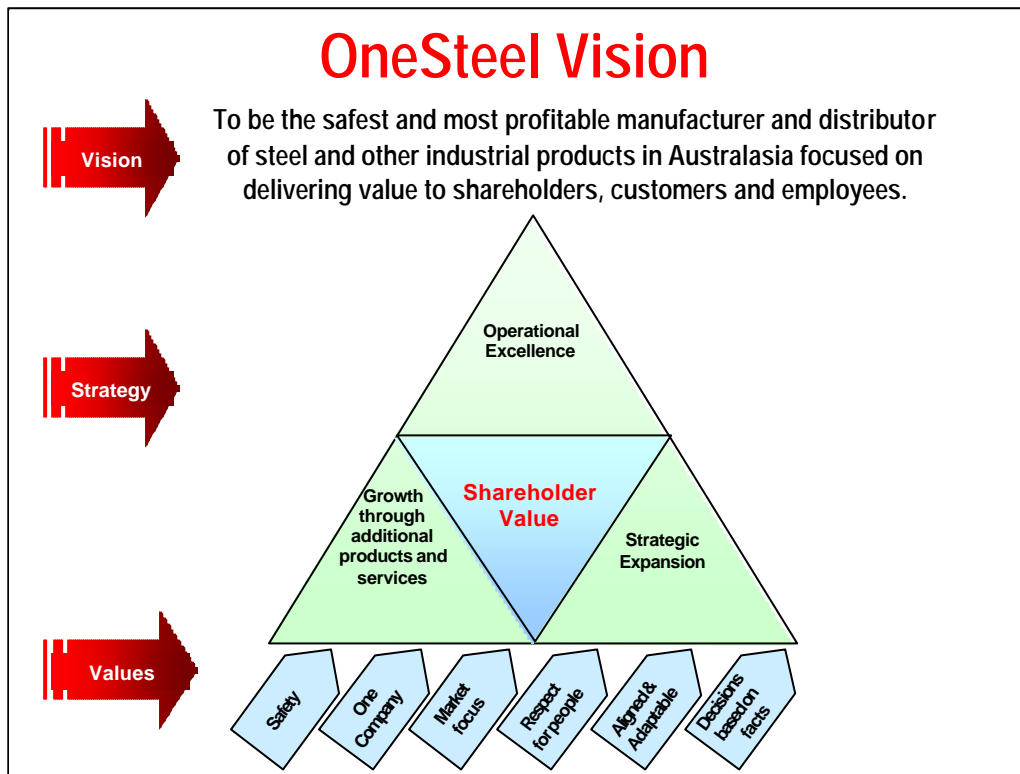 OneSteel Vision
Vision
To be the safest and most profitable manufacturer and distributor
of steel and other industrial products in Australasia focused on
delivering value to shareholders, customers and employees.
Strategy
Operational
Excellence
Growth
through
additional
products and
services
Shareholder
Value
Strategic
Expansion
Values
Safety
One
Company
Market
focus
Respect
for people
Aligned &
Adaptable
Decisions
based on
facts